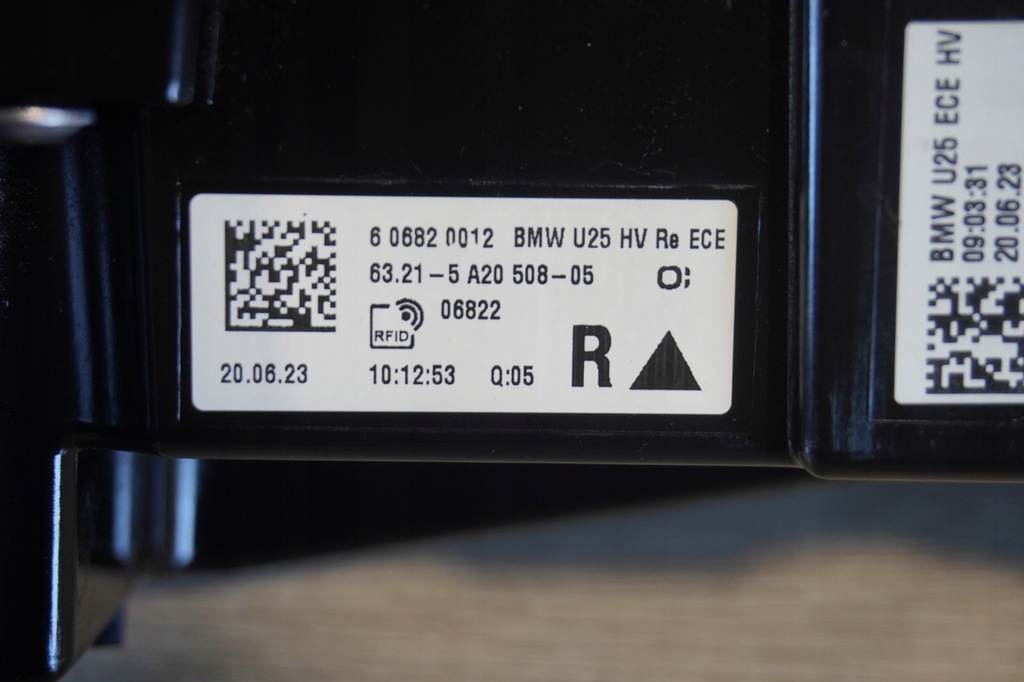 6 0682 0012 BMW U25 HV Re ECE
63.21-5 A20 508-05 O;
RFID 06822
20.06.23 10:12:53 Q:05 R
BMW U25 ECE HV
09:03:31
20.06.23